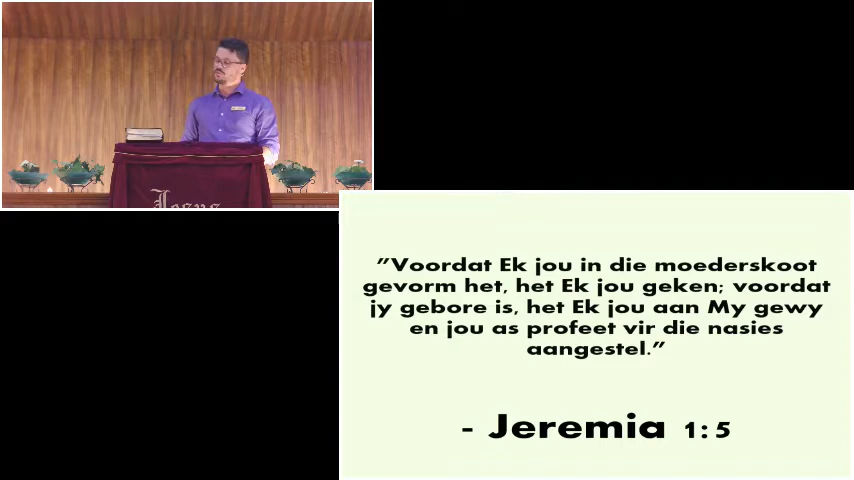 Jesus
"Voordat Ek jou in die moederskoot
gevorm het, het Ek jou geken; voordat
jy gebore is, het Ek jou aan My gewy
en jou as profeet vir die nasies
aangestel."
- Jeremia 1:5